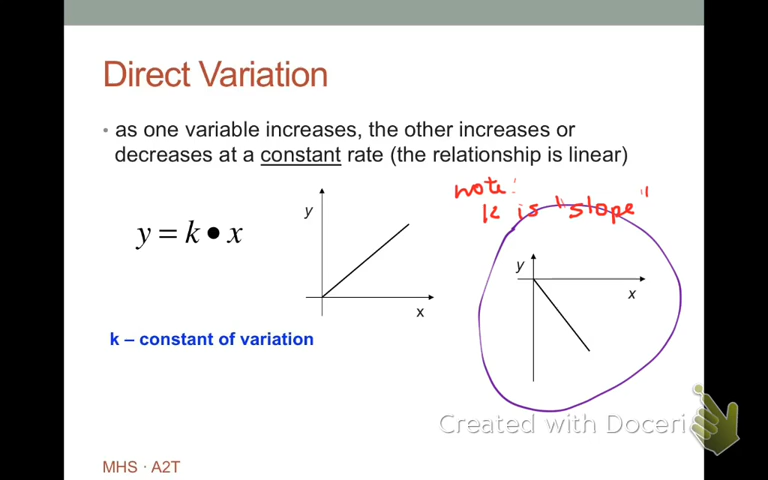 Direct Variation
• as one variable increases, the other increases or
decreases at a constant rate (the relationship is linear)
note:
k is "slope"
y
y = k • x
y
x
x
k – constant of variation
Created with Doceri
MHS · A2T